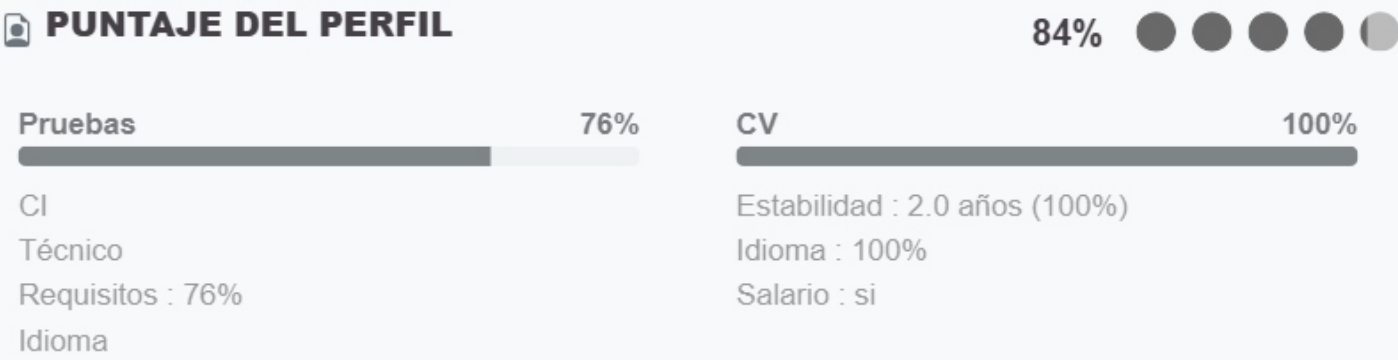 PUNTAJE DEL PERFIL
84%
Pruebas 76%
CI
Técnico
Requisitos : 76%
Idioma
CV 100%
Estabilidad : 2.0 años (100%)
Idioma : 100%
Salario : si